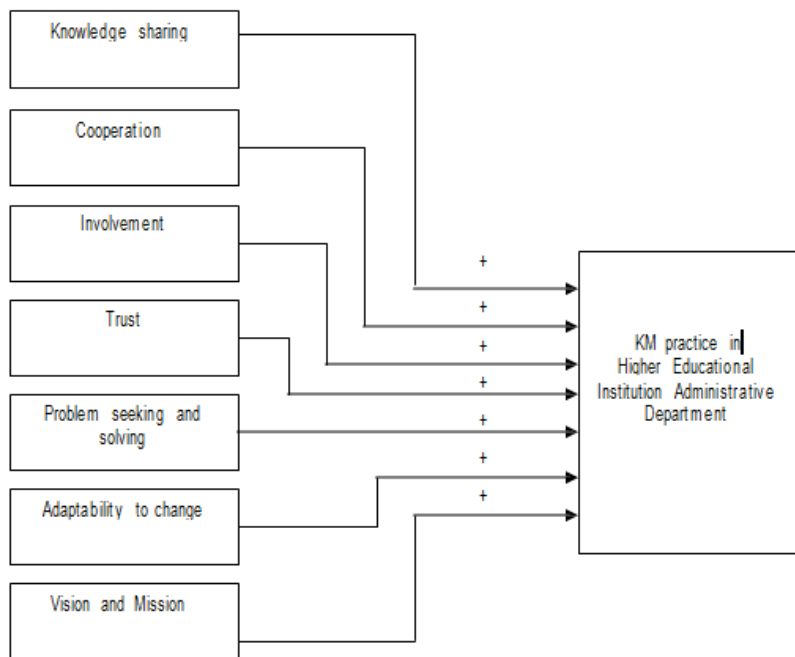 Knowledge sharing
Cooperation
Involvement
Trust
Problem seeking and
solving
Adaptability to change
Vision and Mission
+
+
+
+
+
+
+
KM practice in
Higher Educational
Institution Administrative
Department